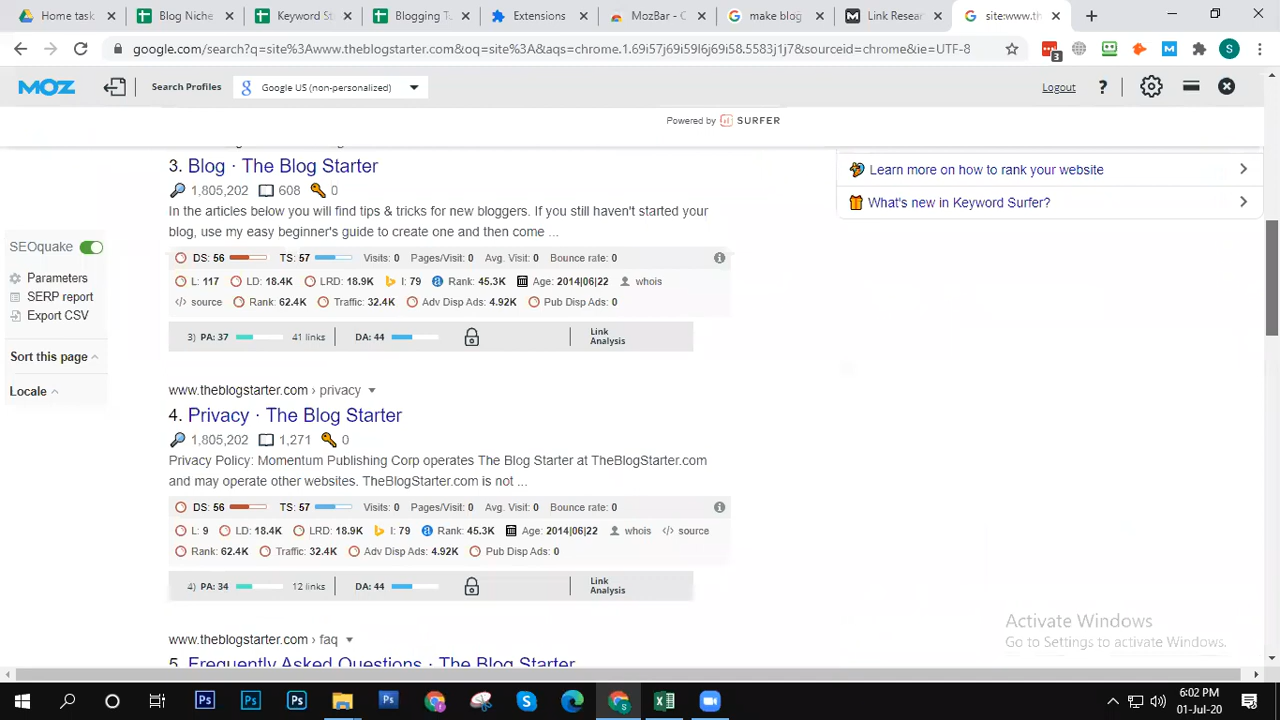 Home task
Blog Niche
Keyword St
Blogging T
Extensions
MozBar - C
make blog
Link Resear
site:www.th
google.com/search?q=site%3Awww.theblogstarter.com&oq=site%3A&aqs=chrome.1.69i57j69i59l6j69i58.5583j1j7&sourceid=chrome&ie=UTF-8
3
S
MOZ
Search Profiles
Google US (non-personalized)
Logout
?
Powered by SURFER
3. Blog · The Blog Starter
1,805,202 608 0
In the articles below you will find tips & tricks for new bloggers. If you still haven't started your
blog, use my easy beginner's guide to create one and then come ...
DS: 56 TS: 57 Visits: 0 Pages/Visit: 0 Avg. Visit: 0 Bounce rate: 0
L: 117 LD: 18.4K LRD: 18.9K I: 79 Rank: 45.3K Age: 2014|06|22 whois
source Rank: 62.4K Traffic: 32.4K Adv Disp Ads: 4.92K Pub Disp Ads: 0
3) PA: 37 41 links DA: 44 Link
Analysis
Learn more on how to rank your website
What's new in Keyword Surfer?
SEOquake
Parameters
SERP report
Export CSV
Sort this page
Locale
www.theblogstarter.com › privacy
4. Privacy · The Blog Starter
1,805,202 1,271 0
Privacy Policy: Momentum Publishing Corp operates The Blog Starter at TheBlogStarter.com
and may operate other websites. TheBlogStarter.com is not ...
DS: 56 TS: 57 Visits: 0 Pages/Visit: 0 Avg. Visit: 0 Bounce rate: 0
L: 9 LD: 18.4K LRD: 18.9K I: 79 Rank: 45.3K Age: 2014|06|22 whois </> source
Rank: 62.4K Traffic: 32.4K Adv Disp Ads: 4.92K Pub Disp Ads: 0
4) PA: 34 12 links DA: 44 Link
Analysis
www.theblogstarter.com › faq
5. Frequently Asked Questions · The Blog Starter
Activate Windows
Go to Settings to activate Windows.
6:02 PM
01-Jul-20